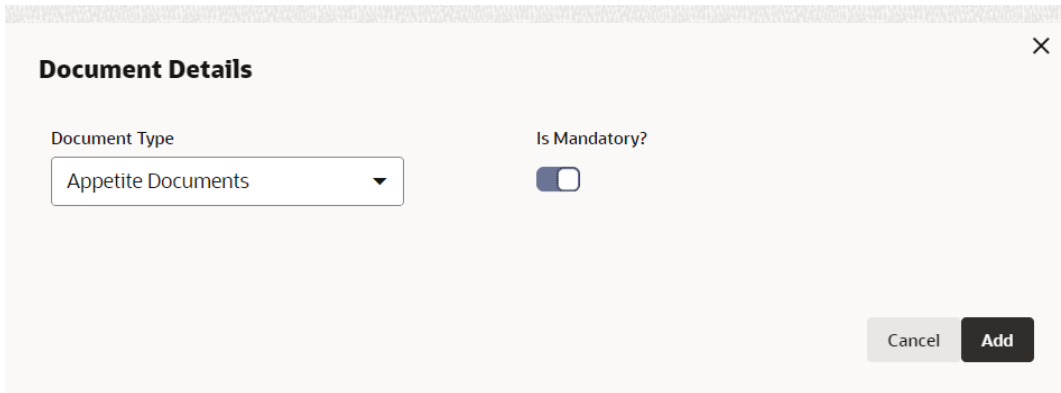 Document Details
Document Type
Is Mandatory?
Appetite Documents
Cancel
Add